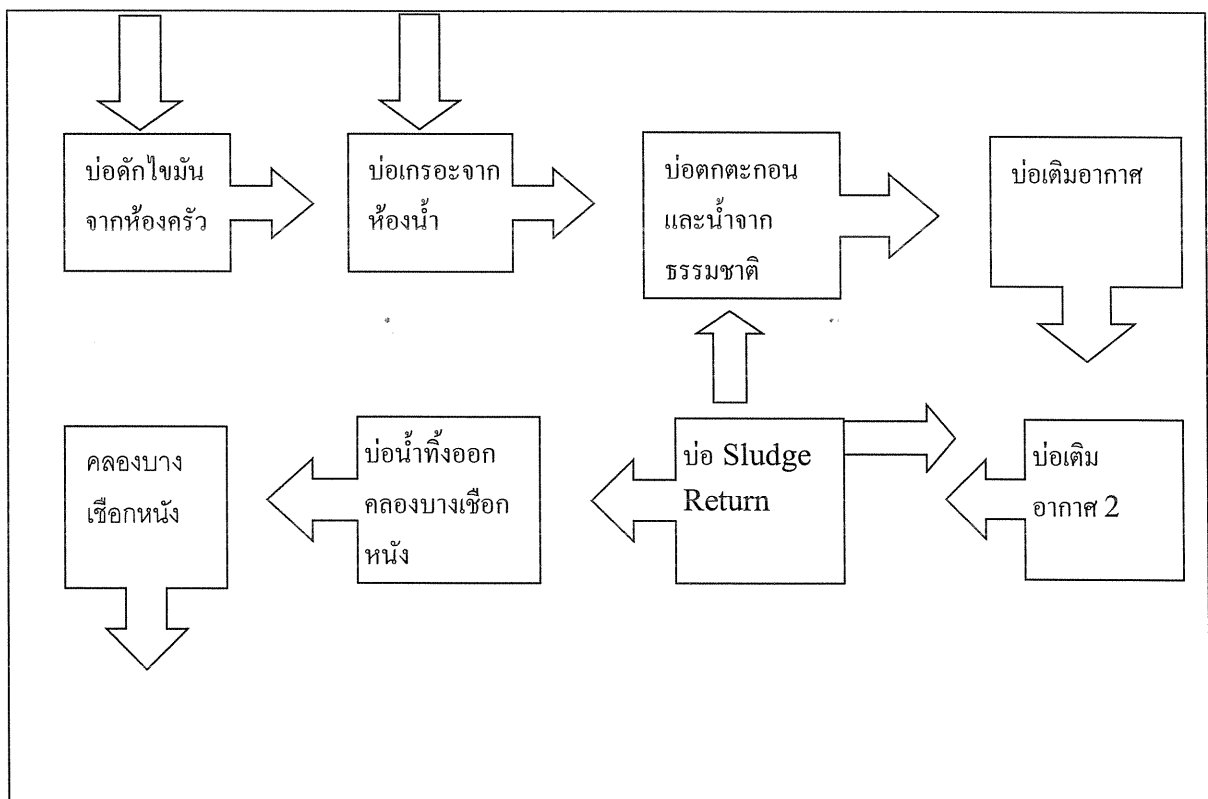 บ่อดักไขมัน
จากห้องครัว
บ่อเกรอะจาก
ห้องน้ำ
บ่อตกตะกอน
และน้ำจาก
ธรรมชาติ
บ่อเติมอากาศ
คลองบาง
เชือกหนัง
บ่อน้ำทิ้งออก
คลองบางเชือก
หนัง
บ่อ Sludge
Return
บ่อเติม
อากาศ 2